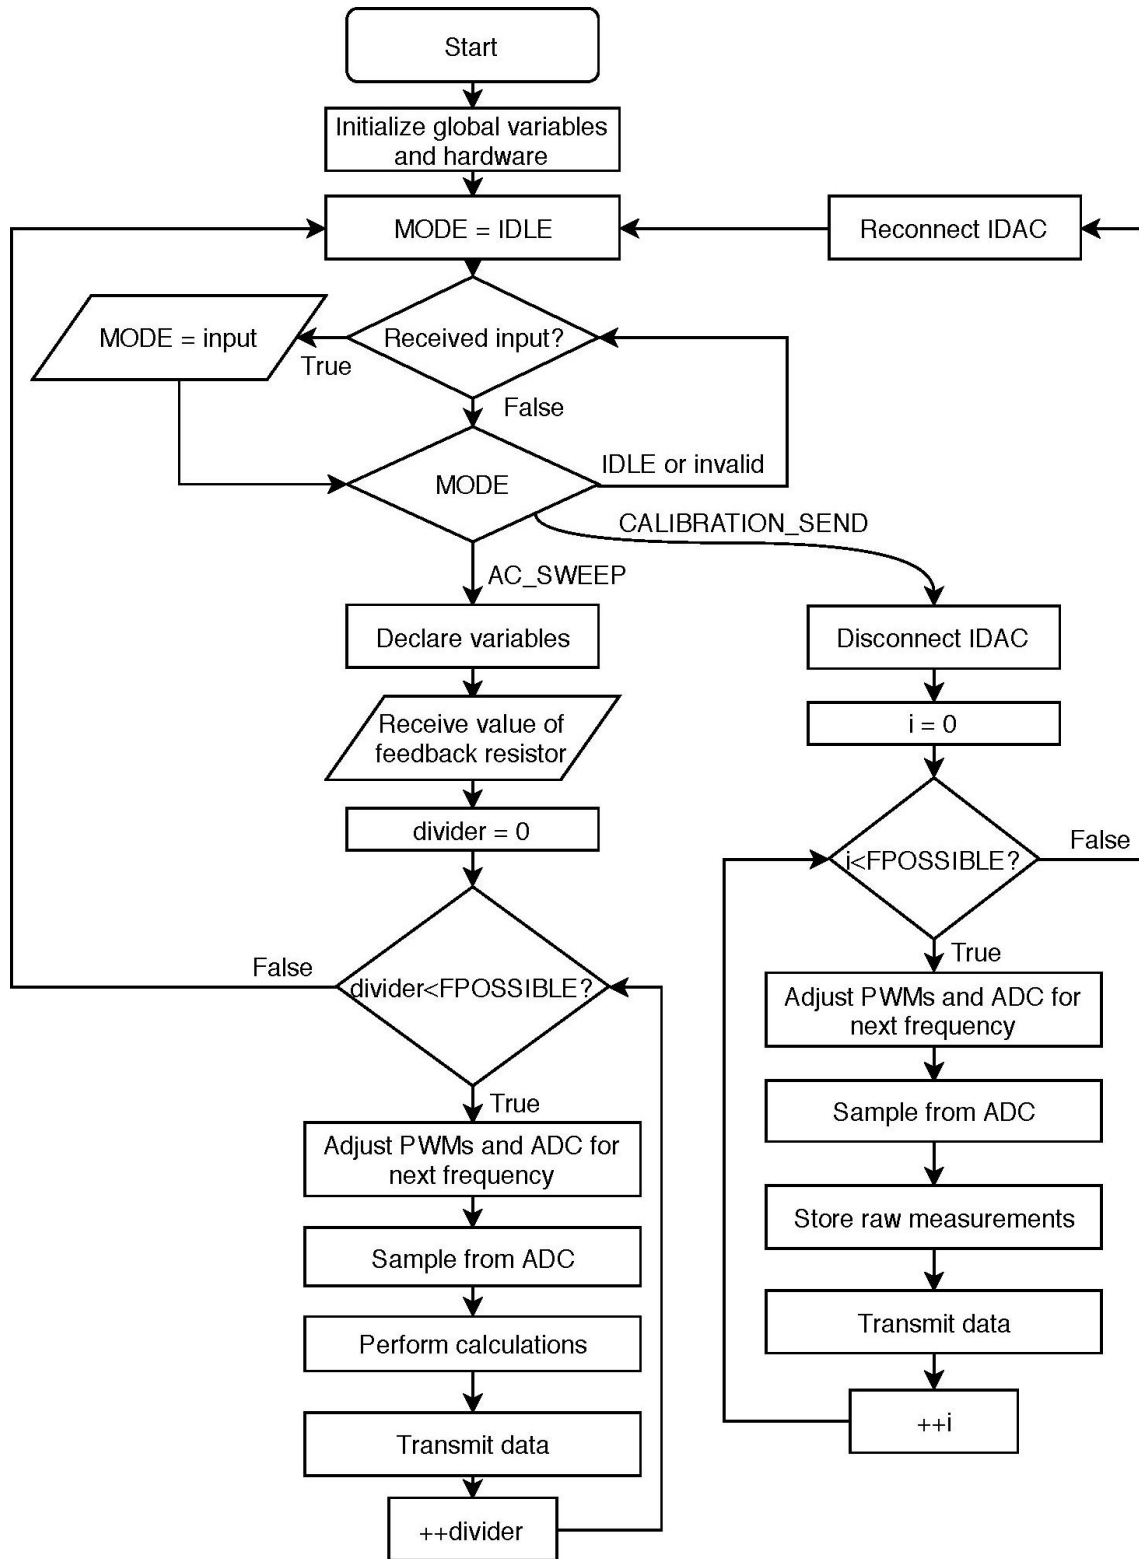 Start
Initialize global variables
and hardware
MODE = IDLE
Reconnect IDAC
MODE = input
Received input?
True
False
MODE
IDLE or invalid
CALIBRATION_SEND
AC_SWEEP
Declare variables
Receive value of
feedback resistor
divider = 0
divider<FPOSSIBLE?
False
True
Adjust PWMs and ADC for
next frequency
Sample from ADC
Perform calculations
Transmit data
++divider
Disconnect IDAC
i = 0
i<FPOSSIBLE?
False
True
Adjust PWMs and ADC for
next frequency
Sample from ADC
Store raw measurements
Transmit data
++i